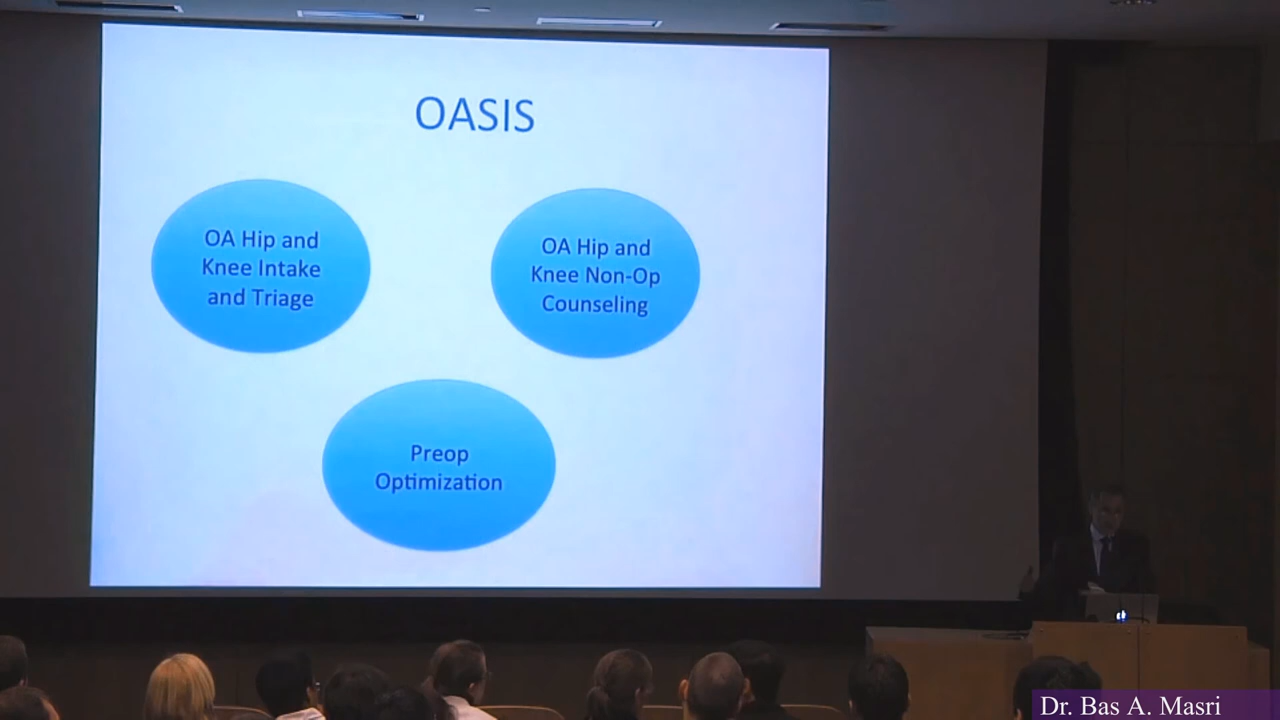 OASIS
OA Hip and
Knee Intake
and Triage
OA Hip and
Knee Non-Op
Counseling
Preop
Optimization
Dr. Bas A. Masri